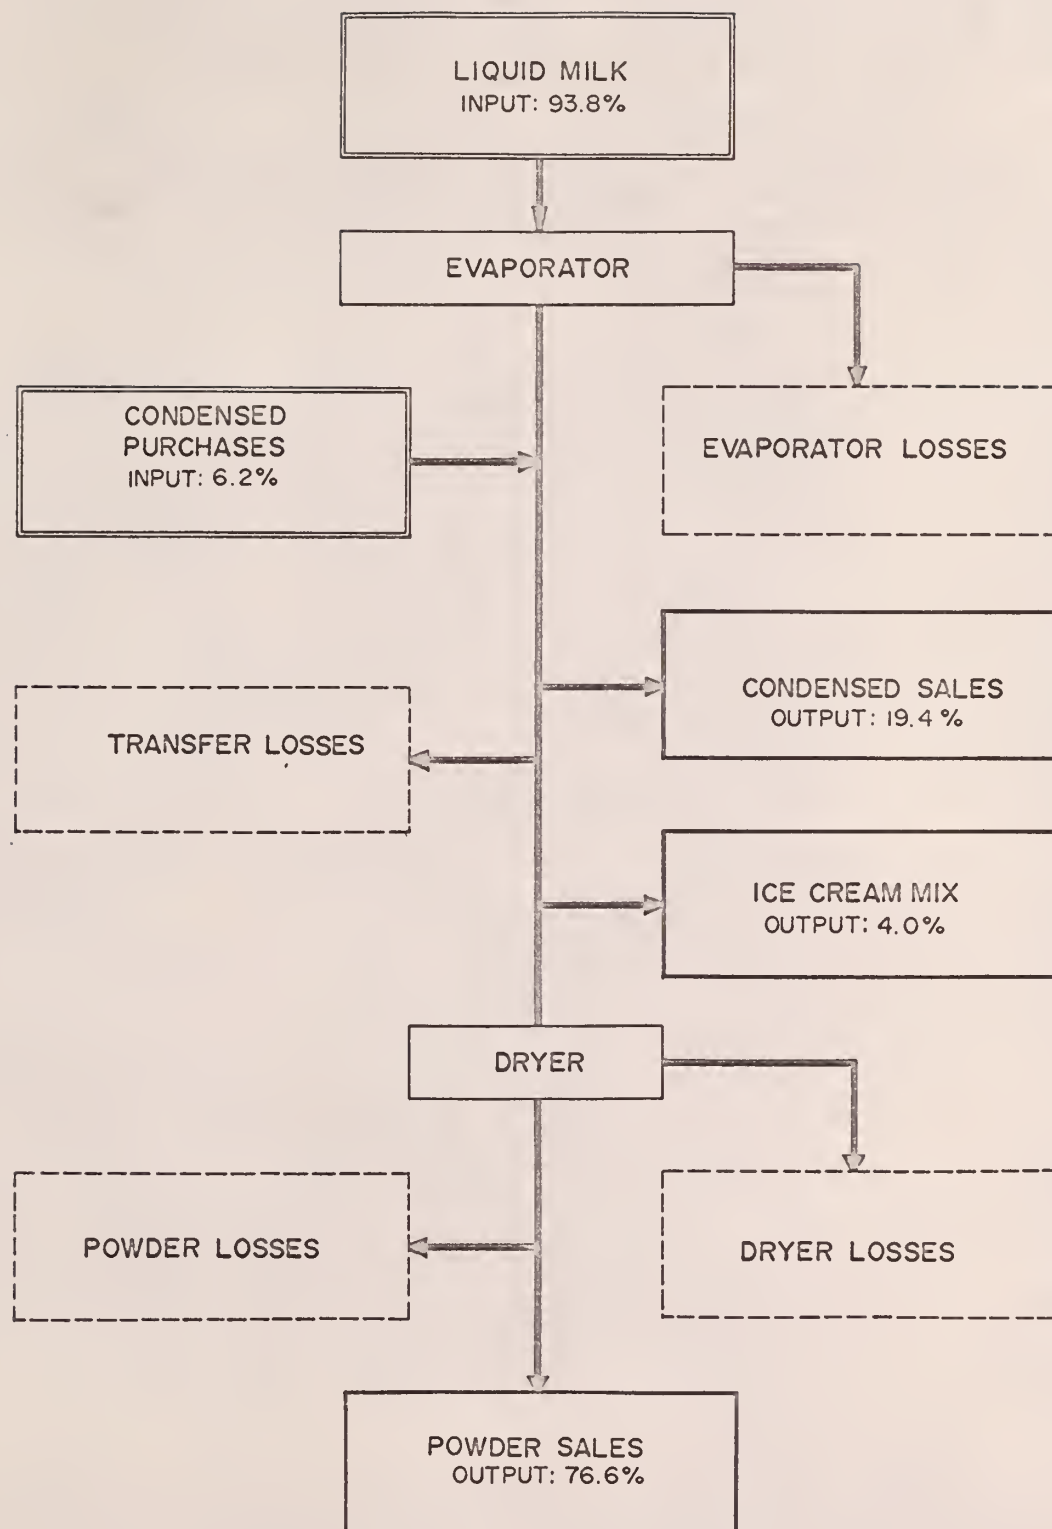 LIQUID MILK
INPUT: 93.8%
EVAPORATOR
CONDENSED
PURCHASES
INPUT: 6.2%
EVAPORATOR LOSSES
CONDENSED SALES
OUTPUT: 19.4%
TRANSFER LOSSES
ICE CREAM MIX
OUTPUT: 4.0%
DRYER
POWDER LOSSES
DRYER LOSSES
POWDER SALES
OUTPUT: 76.6%